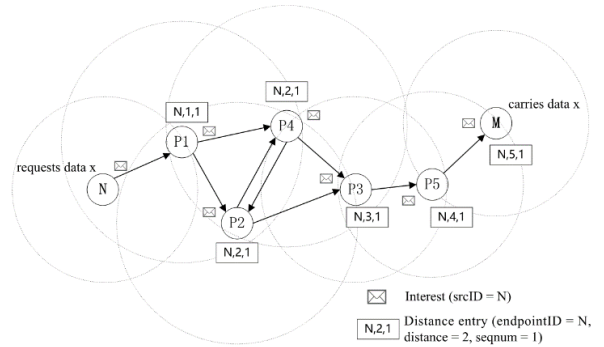 carries data x
N,2,1
N,1,1
P4
M
P1
N,5,1
requests data x
N
P3
P5
P2
N,3,1
N,4,1
N,2,1
Interest (srcID = N)
N,2,1
Distance entry (endpointID = N,
distance = 2, seqnum = 1)